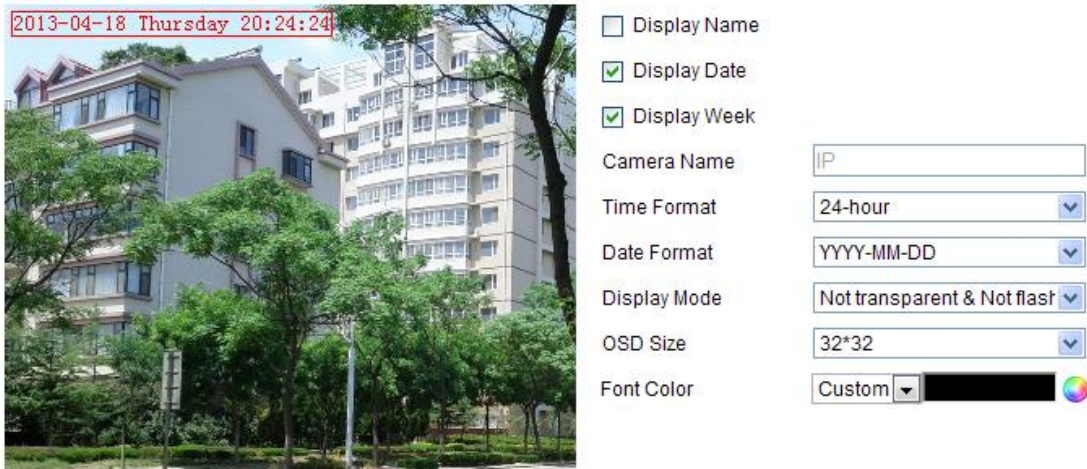 2013-04-18 Thursday 20:24:24
Display Name
Display Date
Display Week
Camera Name IP
Time Format 24-hour
Date Format YYYY-MM-DD
Display Mode Not transparent & Not flash
OSD Size 32*32
Font Color Custom